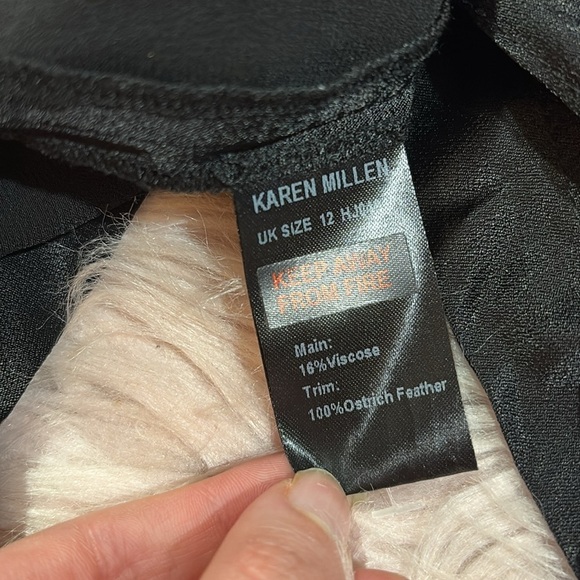 KAREN MILLEN
UK SIZE 12
KEEP AWAY
FROM FIRE
Main:
16%Viscose
Trim:
100%Ostrich Feather